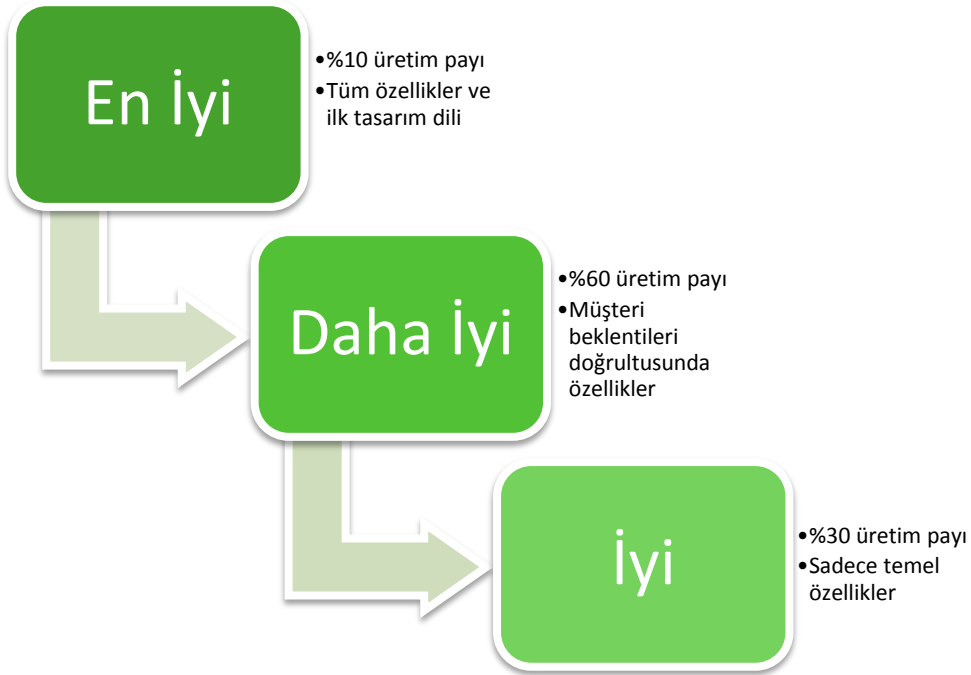 En İyi
•%10 üretim payı
•Tüm özellikler ve
ilk tasarım dili
Daha İyi
•%60 üretim payı
•Müşteri
beklentileri
doğrultusunda
özellikler
İyi
•%30 üretim payı
•Sadece temel
özellikler